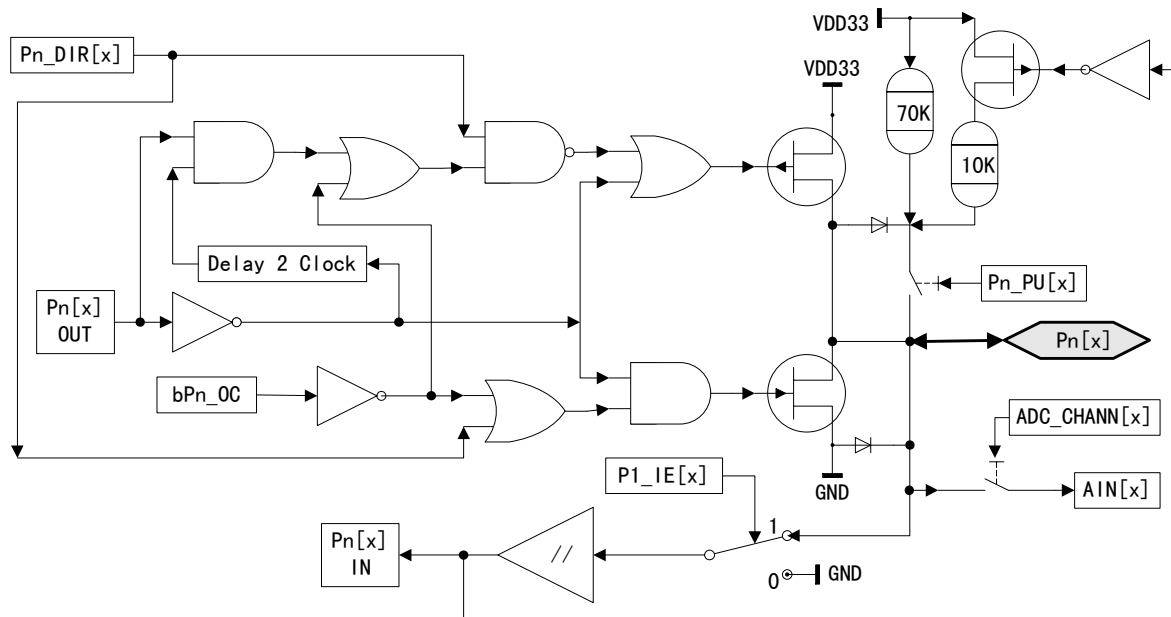 VDD33
Pn_DIR[x]
VDD33
70K
10K
Delay 2 Clock
Pn_PU[x]
Pn[x]
OUT
Pn[x]
bPn_OC
ADC_CHANN[x]
P1_IE[x]
GND
AIN[x]
1
Pn[x]
IN
//
0
GND